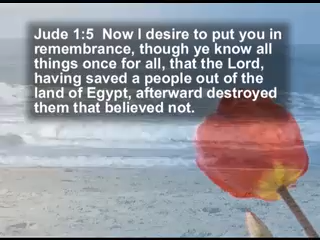 Jude 1:5  Now I desire to put you in
remembrance, though ye know all
things once for all, that the Lord,
having saved a people out of the
land of Egypt, afterward destroyed
them that believed not.